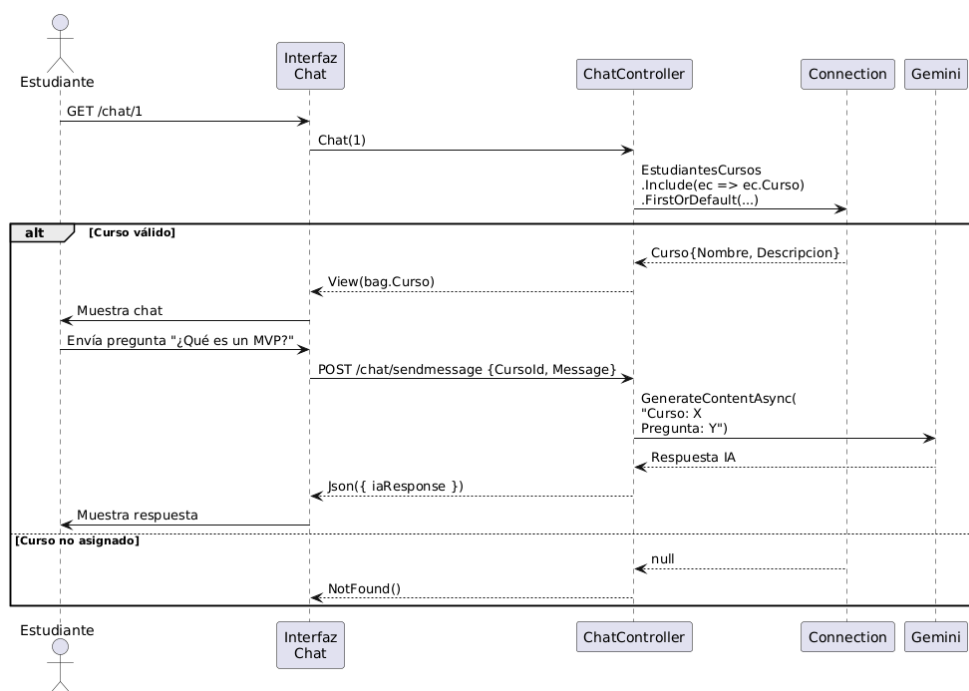 Estudiante
Interfaz
Chat
ChatController
Connection
Gemini
GET /chat/1
Chat(1)
EstudiantesCursos
.Include(ec => ec.Curso)
.FirstOrDefault(...)
alt
[Curso válido]
Curso{Nombre, Descripcion}
View(bag.Curso)
Muestra chat
Envía pregunta "¿Qué es un MVP?"
POST /chat/sendmessage {CursoId, Message}
GenerateContentAsync(
"Curso: X
Pregunta: Y")
Respuesta IA
Json({ iaResponse })
Muestra respuesta
[Curso no asignado]
null
NotFound()
Estudiante
Interfaz
Chat
ChatController
Connection
Gemini